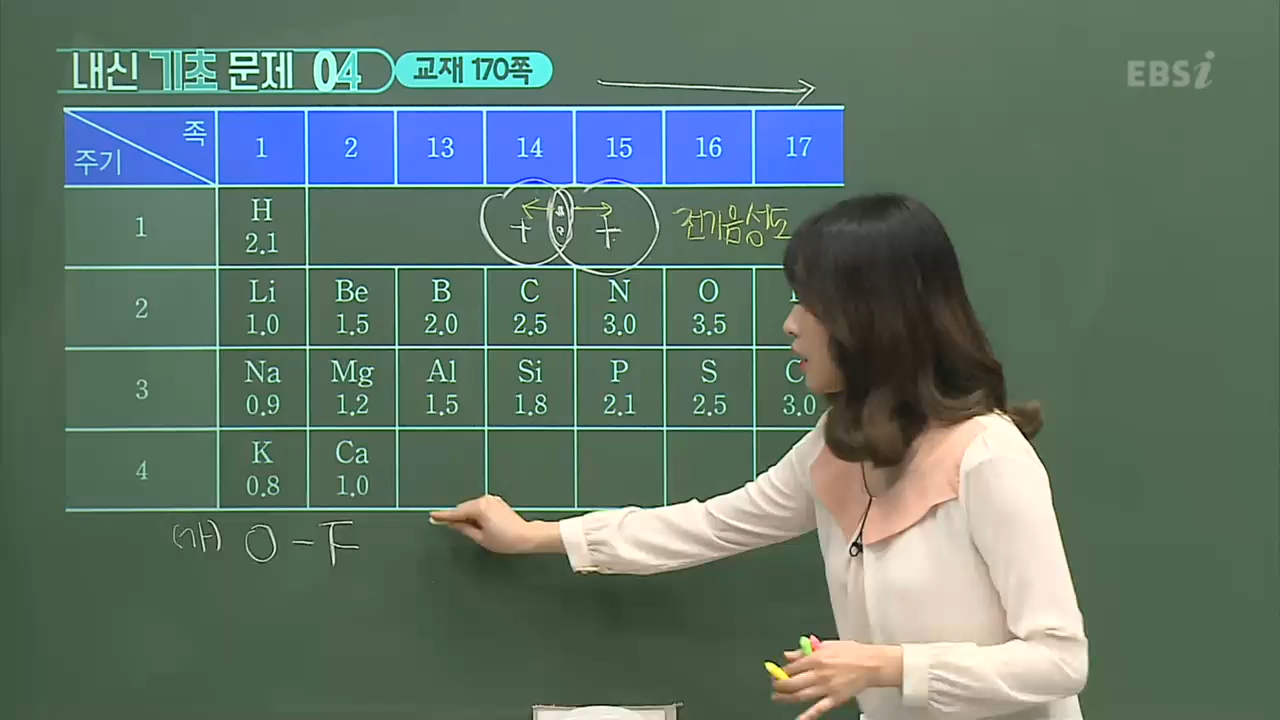 내신 기초 문제 04 교재 170쪽
EBSi
족
주기
1 2 13 14 15 16 17
1
H
2.1
+ +
전기음성도
2
Li Be B C N O
1.0 1.5 2.0 2.5 3.0 3.5
3
Na Mg Al Si P S
0.9 1.2 1.5 1.8 2.1 2.5 3.0
4
K Ca
0.8 1.0
(가) O - F